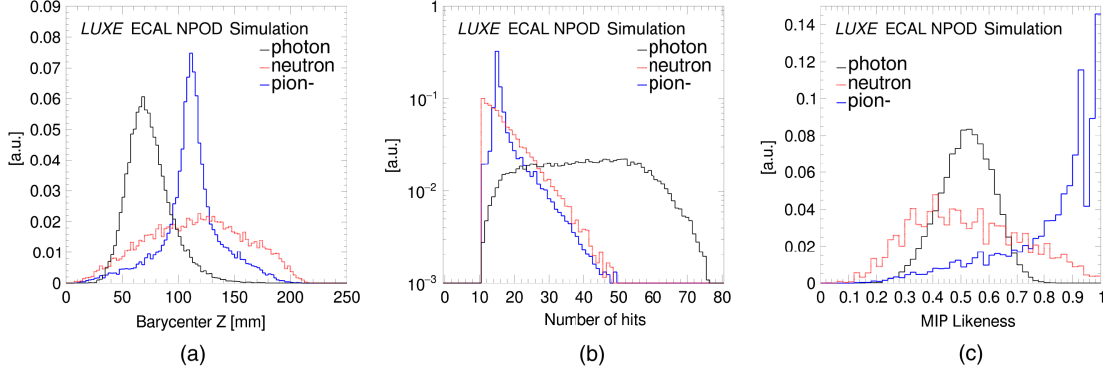 LUXE ECAL NPOD Simulation
photon
neutron
pion-
[a.u.]
0.09
0.08
0.07
0.06
0.05
0.04
0.03
0.02
0.01
0
0 50 100 150 200 250
Barycenter Z [mm]
(a)
LUXE ECAL NPOD Simulation
photon
neutron
pion-
[a.u.]
1
10−1
10−2
10−3
0 10 20 30 40 50 60 70 80
Number of hits
(b)
LUXE ECAL NPOD Simulation
photon
neutron
pion-
[a.u.]
0.14
0.12
0.10
0.08
0.06
0.04
0.02
0
0 0.1 0.2 0.3 0.4 0.5 0.6 0.7 0.8 0.9 1
MIP Likeness
(c)